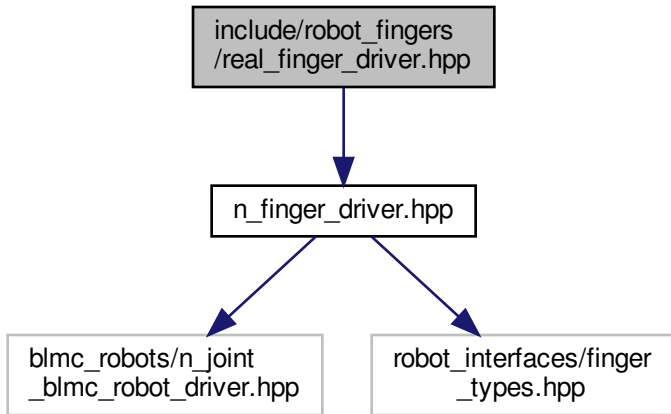 include/robot_fingers
/real_finger_driver.hpp
n_finger_driver.hpp
blmc_robots/n_joint
_blmc_robot_driver.hpp
robot_interfaces/finger
_types.hpp